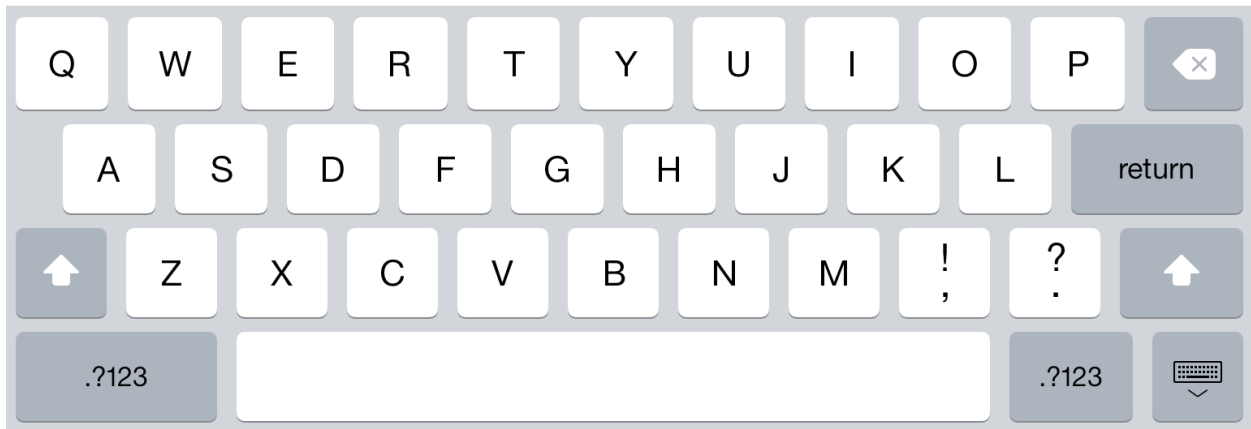 Q W E R T Y U I O P
A S D F G H J K L return
Z X C V B N M ! , ? .
.?123 .?123